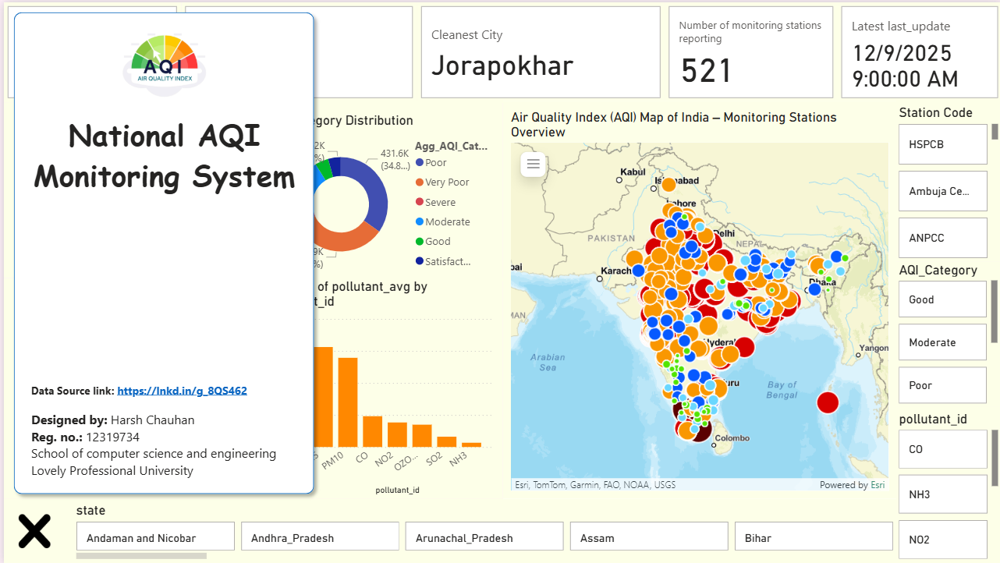 AQI
AIR QUALITY INDEX
National AQI
Monitoring System
Data Source link: https://lnkd.in/g_8QS462
Designed by: Harsh Chauhan
Reg. no.: 12319734
School of computer science and engineering
Lovely Professional University
Cleanest City
Jorapokhar
Number of monitoring stations
reporting
521
Latest last_update
12/9/2025
9:00:00 AM
gory Distribution
2K
%)
431.6K
(34.8...)
9K
%)
Agg_AQI_Cat...
Poor
Very Poor
Severe
Moderate
Good
Satisfact...
of pollutant_avg by
t_id
PM10
CO
NO2
OZO...
SO2
NH3
pollutant_id
Air Quality Index (AQI) Map of India – Monitoring Stations
Overview
Kabul
Lahore
Delhi
PAKISTAN
NEPAL
Karach
Dhaka
Hyderab
uru
Arabian
Sea
Bay of
Bengal
Yangon
Colombo
MAN
Esri, TomTom, Garmin, FAO, NOAA, USGS
Powered by Esri
Station Code
HSPCB
Ambuja Ce...
ANPCC
AQI_Category
Good
Moderate
Poor
pollutant_id
CO
NH3
NO2
state
Andaman and Nicobar
Andhra_Pradesh
Arunachal_Pradesh
Assam
Bihar